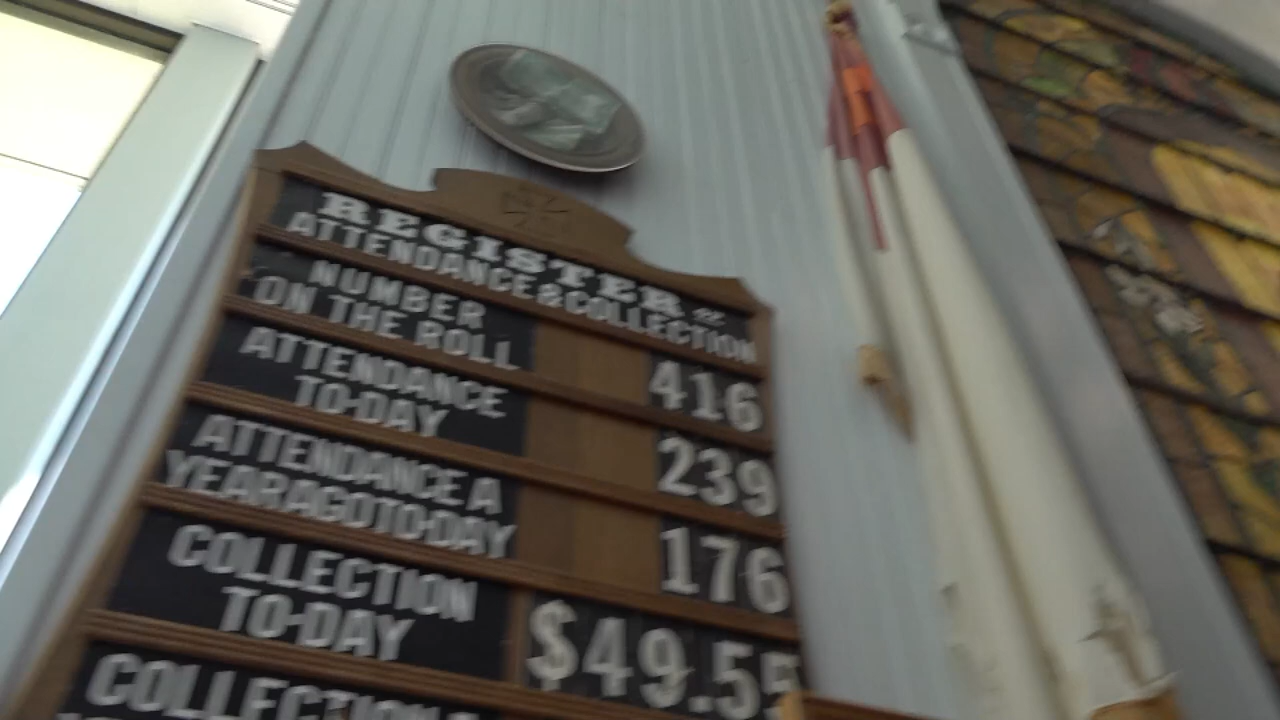 REGISTER OF
ATTENDANCE & COLLECTION
NUMBER
ON THE ROLL
416
ATTENDANCE
TO-DAY
239
ATTENDANCE A
YEAR AGO TO-DAY
176
COLLECTION
TO-DAY
$49.55
COLLECTION A